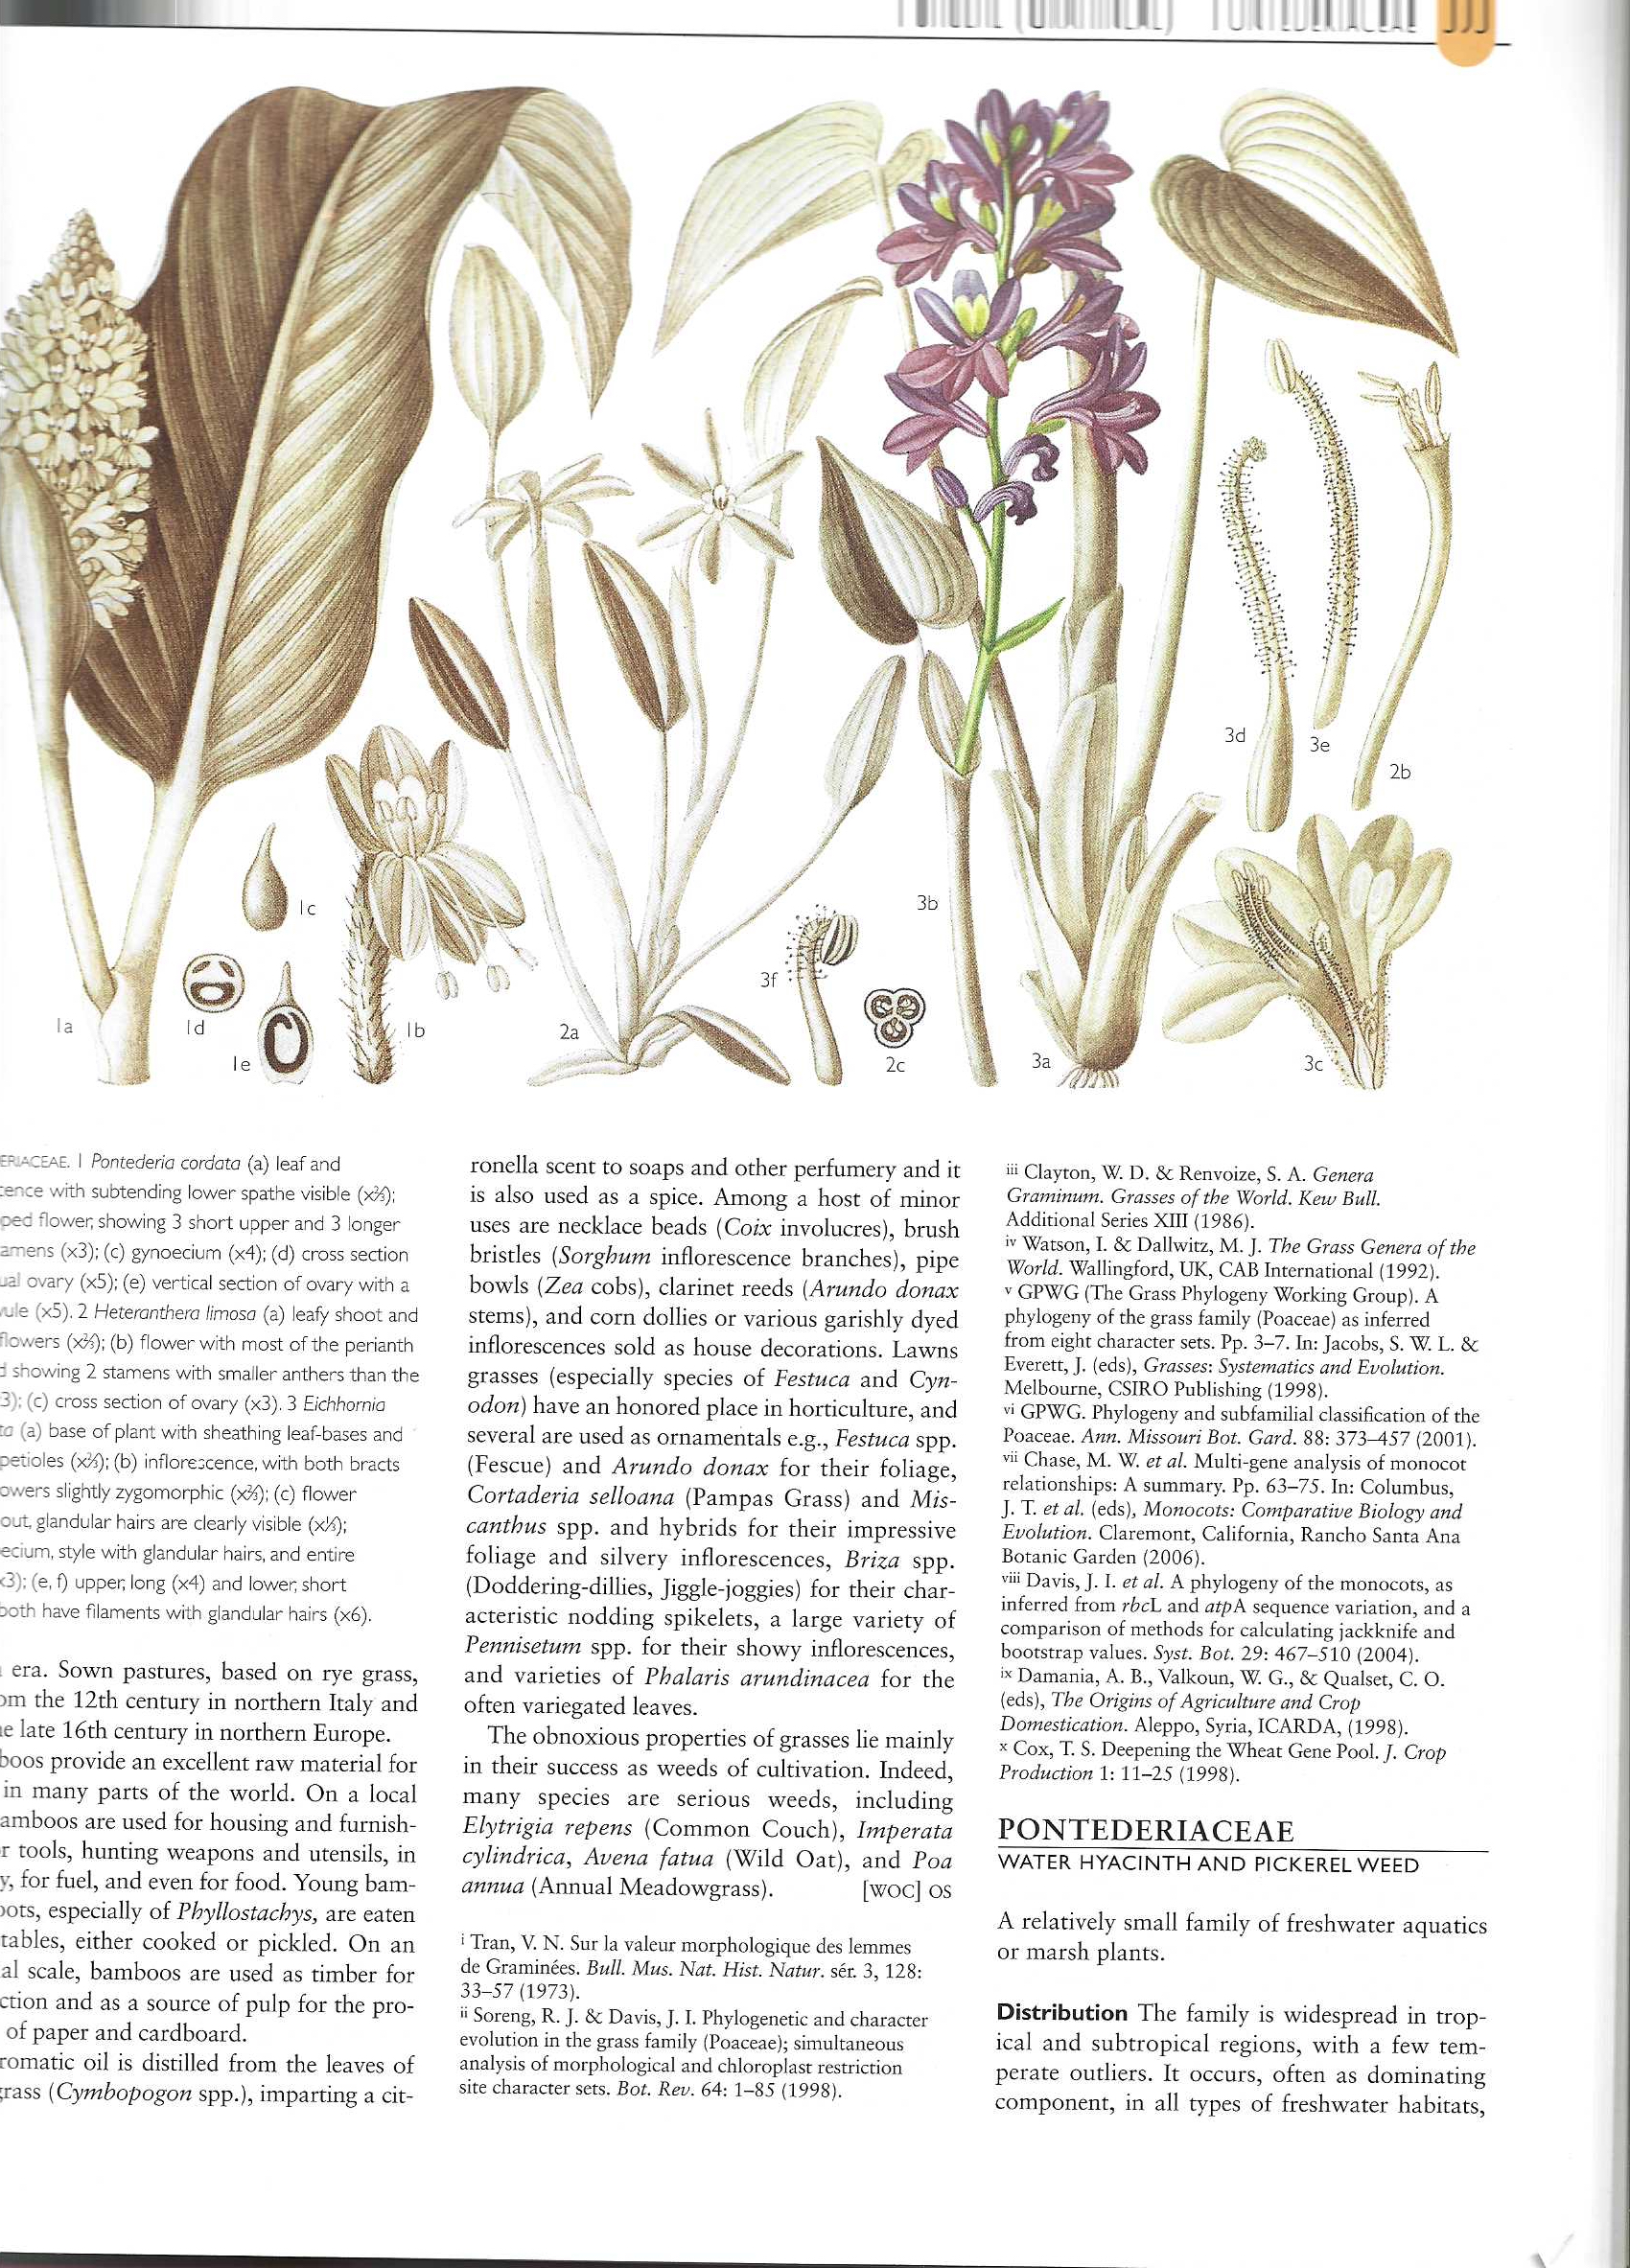 PONTEDERIACEAE
1a
1b
1c
1d
1e
2a
2b
2c
3a
3b
3c
3d
3e
3f
1 Pontederia cordata (a) leaf and
with subtending lower spathe visible (x⅔);
flower, showing 3 short upper and 3 longer
(x3); (c) gynoecium (x4); (d) cross section
ovary (x5); (e) vertical section of ovary with a
(x5). 2 Heteranthera limosa (a) leafy shoot and
flowers (x⅔); (b) flower with most of the perianth
showing 2 stamens with smaller anthers than the
3); (c) cross section of ovary (x3). 3 Eichhornia
(a) base of plant with sheathing leaf-bases and
petioles (x⅔); (b) inflorescence, with both bracts
owers slightly zygomorphic (x⅔); (c) flower
out, glandular hairs are clearly visible (x⅓);
ecium, style with glandular hairs, and entire
x3); (e, f) upper, long (x4) and lower, short
both have filaments with glandular hairs (x6).
era. Sown pastures, based on rye grass,
om the 12th century in northern Italy and
e late 16th century in northern Europe.
boos provide an excellent raw material for
in many parts of the world. On a local
amboos are used for housing and furnish-
r tools, hunting weapons and utensils, in
y, for fuel, and even for food. Young bam-
oots, especially of Phyllostachys, are eaten
tables, either cooked or pickled. On an
al scale, bamboos are used as timber for
ction and as a source of pulp for the pro-
of paper and cardboard.
romatic oil is distilled from the leaves of
grass (Cymbopogon spp.), imparting a cit-
ronella scent to soaps and other perfumery and it
is also used as a spice. Among a host of minor
uses are necklace beads (Coix involucres), brush
bristles (Sorghum inflorescence branches), pipe
bowls (Zea cobs), clarinet reeds (Arundo donax
stems), and corn dollies or various garishly dyed
inflorescences sold as house decorations. Lawns
grasses (especially species of Festuca and Cyn-
odon) have an honored place in horticulture, and
several are used as ornamentals e.g., Festuca spp.
(Fescue) and Arundo donax for their foliage,
Cortaderia selloana (Pampas Grass) and Mis-
canthus spp. and hybrids for their impressive
foliage and silvery inflorescences, Briza spp.
(Doddering-dillies, Jiggle-joggies) for their char-
acteristic nodding spikelets, a large variety of
Pennisetum spp. for their showy inflorescences,
and varieties of Phalaris arundinacea for the
often variegated leaves.
The obnoxious properties of grasses lie mainly
in their success as weeds of cultivation. Indeed,
many species are serious weeds, including
Elytrigia repens (Common Couch), Imperata
cylindrica, Avena fatua (Wild Oat), and Poa
annua (Annual Meadowgrass). [WOC] OS
i Tran, V. N. Sur la valeur morphologique des lemmes
de Graminées. Bull. Mus. Nat. Hist. Natur. sér. 3, 128:
33–57 (1973).
ii Soreng, R. J. & Davis, J. I. Phylogenetic and character
evolution in the grass family (Poaceae); simultaneous
analysis of morphological and chloroplast restriction
site character sets. Bot. Rev. 64: 1–85 (1998).
iii Clayton, W. D. & Renvoize, S. A. Genera
Graminum. Grasses of the World. Kew Bull.
Additional Series XIII (1986).
iv Watson, I. & Dallwitz, M. J. The Grass Genera of the
World. Wallingford, UK, CAB International (1992).
v GPWG (The Grass Phylogeny Working Group). A
phylogeny of the grass family (Poaceae) as inferred
from eight character sets. Pp. 3–7. In: Jacobs, S. W. L. &
Everett, J. (eds), Grasses: Systematics and Evolution.
Melbourne, CSIRO Publishing (1998).
vi GPWG. Phylogeny and subfamilial classification of the
Poaceae. Ann. Missouri Bot. Gard. 88: 373–457 (2001).
vii Chase, M. W. et al. Multi-gene analysis of monocot
relationships: A summary. Pp. 63–75. In: Columbus,
J. T. et al. (eds), Monocots: Comparative Biology and
Evolution. Claremont, California, Rancho Santa Ana
Botanic Garden (2006).
viii Davis, J. I. et al. A phylogeny of the monocots, as
inferred from rbcL and atpA sequence variation, and a
comparison of methods for calculating jackknife and
bootstrap values. Syst. Bot. 29: 467–510 (2004).
ix Damania, A. B., Valkoun, W. G., & Qualset, C. O.
(eds), The Origins of Agriculture and Crop
Domestication. Aleppo, Syria, ICARDA, (1998).
x Cox, T. S. Deepening the Wheat Gene Pool. J. Crop
Production 1: 11–25 (1998).
PONTEDERIACEAE
WATER HYACINTH AND PICKEREL WEED
A relatively small family of freshwater aquatics
or marsh plants.
Distribution The family is widespread in trop-
ical and subtropical regions, with a few tem-
perate outliers. It occurs, often as dominating
component, in all types of freshwater habitats,